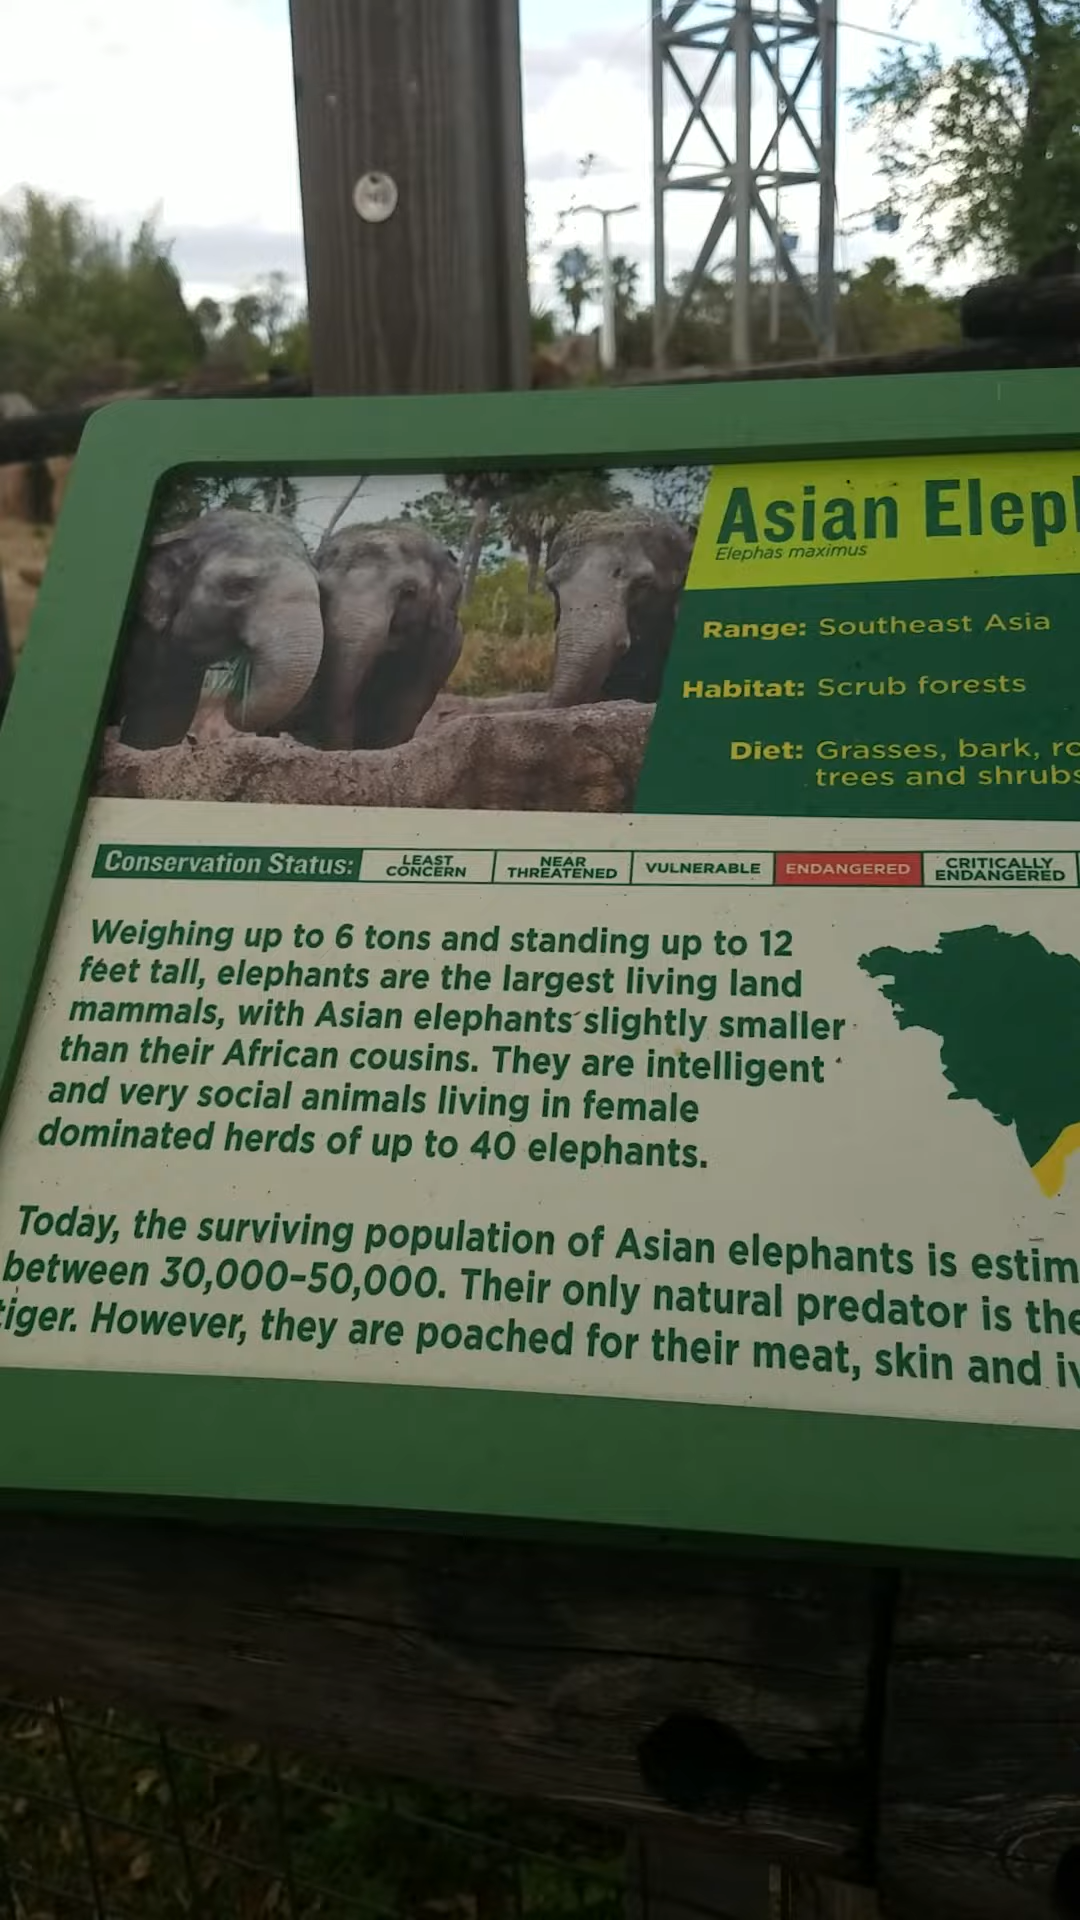 Asian
Elephas maximus
Range: Southeast Asia
Habitat: Scrub forests
Diet: Grasses, bark,
trees and shrubs
Conservation Status: LEAST CONCERN NEAR THREATENED VULNERABLE ENDANGERED CRITICALLY ENDANGERED
Weighing up to 6 tons and standing up to 12
feet tall, elephants are the largest living land
mammals, with Asian elephants slightly smaller
than their African cousins. They are intelligent
and very social animals living in female
dominated herds of up to 40 elephants.
Today, the surviving population of Asian elephants is
between 30,000-50,000. Their only natural predator is the
tiger. However, they are poached for their meat, skin and